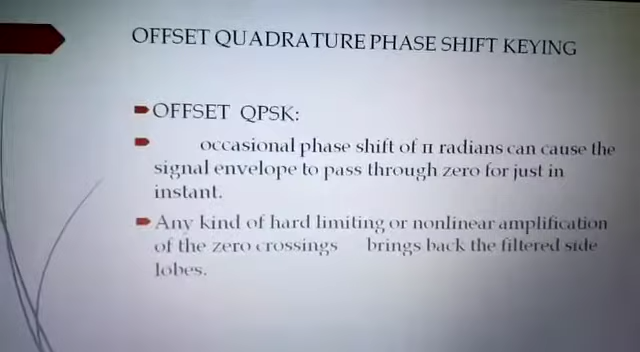 OFFSET QUADRATURE PHASE SHIFT KEYING
OFFSET QPSK:
occasional phase shift of π radians can cause the
signal envelope to pass through zero for just in
instant.
Any kind of hard limiting or nonlinear amplification
of the zero crossings brings back the filtered side
lobes.